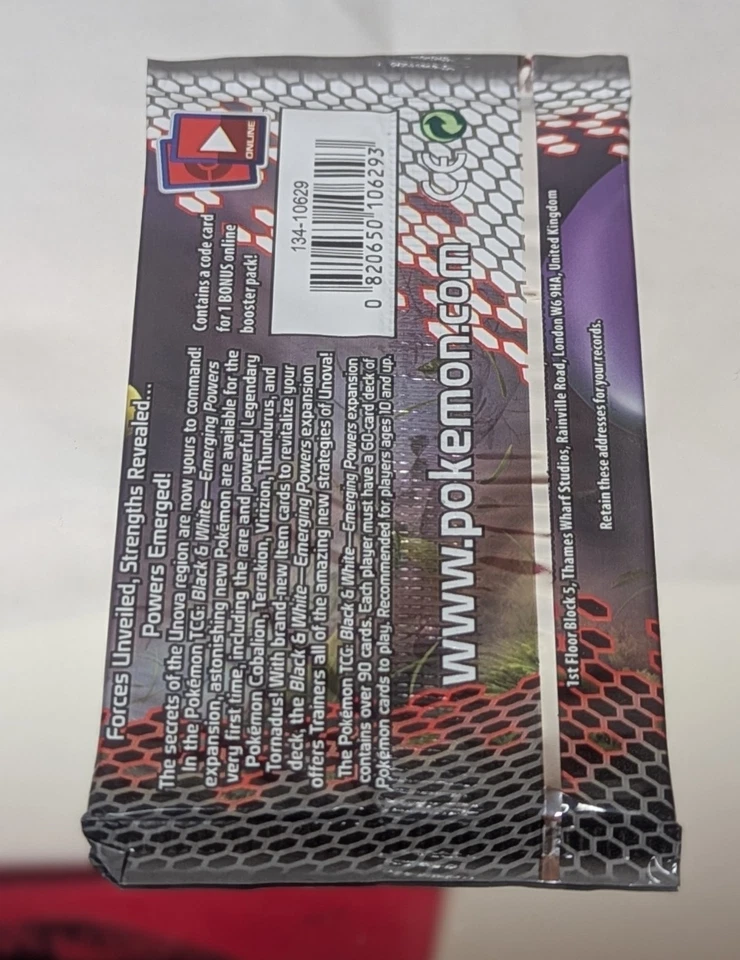 Forces Unveiled, Strengths Revealed...
Powers Emerged!
The secrets of the Unova region are now yours to command!
In the Pokémon TCG: Black & White—Emerging Powers
expansion, astonishing new Pokémon are available for the
very first time, including the rare and powerful Legendary
Pokémon Cobalion, Terrakion, Virizion, Thundurus, and
Tornadus! With brand-new Item cards to revitalize your
deck, the Black & White—Emerging Powers expansion
offers Trainers all of the amazing new strategies of Unova!
The Pokémon TCG: Black & White—Emerging Powers expansion
contains over 90 cards. Each player must have a 60-card deck of
Pokémon cards to play. Recommended for players ages 10 and up.
www.pokemon.com
ONLINE
Contains a code card
for 1 BONUS online
booster pack!
134-10629
0 820650 106293
CE
1st Floor Block 5, Thames Wharf Studios, Rainville Road, London W6 9HA, United Kingdom
Retain these addresses for your records.